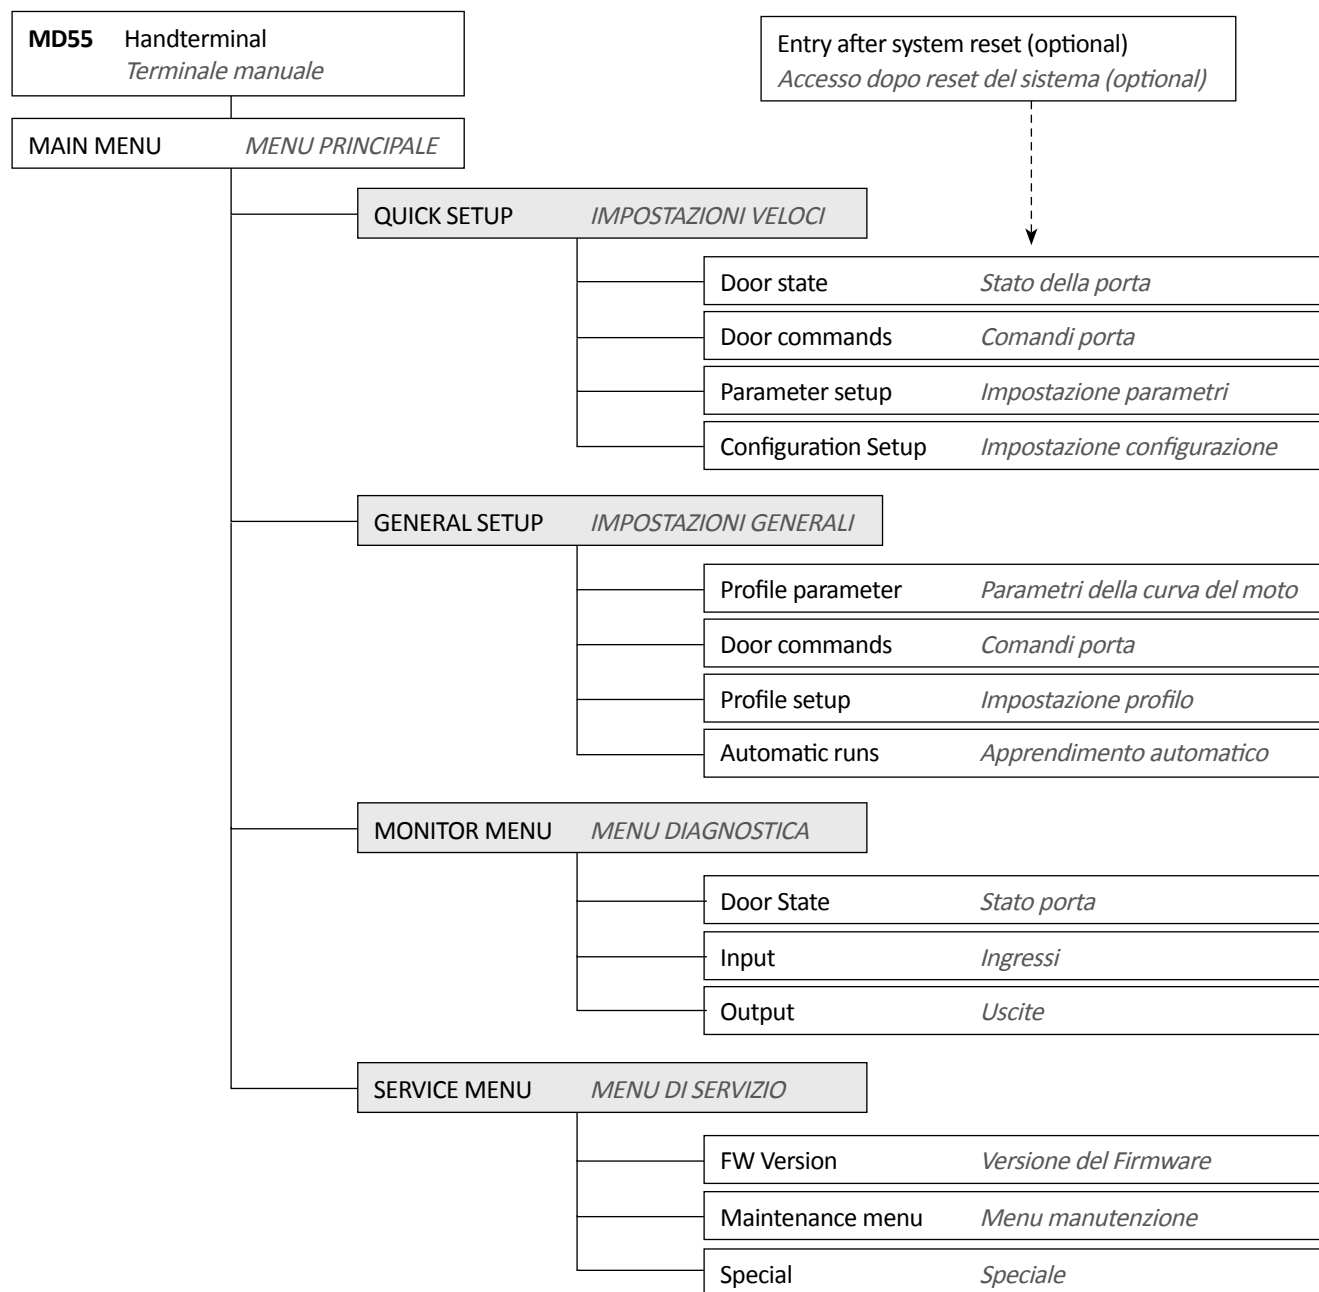 MD55 Handterminal
Terminale manuale
Entry after system reset (optional)
Accesso dopo reset del sistema (optional)
MAIN MENU MENU PRINCIPALE
QUICK SETUP IMPOSTAZIONI VELOCI
Door state Stato della porta
Door commands Comandi porta
Parameter setup Impostazione parametri
Configuration Setup Impostazione configurazione
GENERAL SETUP IMPOSTAZIONI GENERALI
Profile parameter Parametri della curva del moto
Door commands Comandi porta
Profile setup Impostazione profilo
Automatic runs Apprendimento automatico
MONITOR MENU MENU DIAGNOSTICA
Door State Stato porta
Input Ingressi
Output Uscite
SERVICE MENU MENU DI SERVIZIO
FW Version Versione del Firmware
Maintenance menu Menu manutenzione
Special Speciale